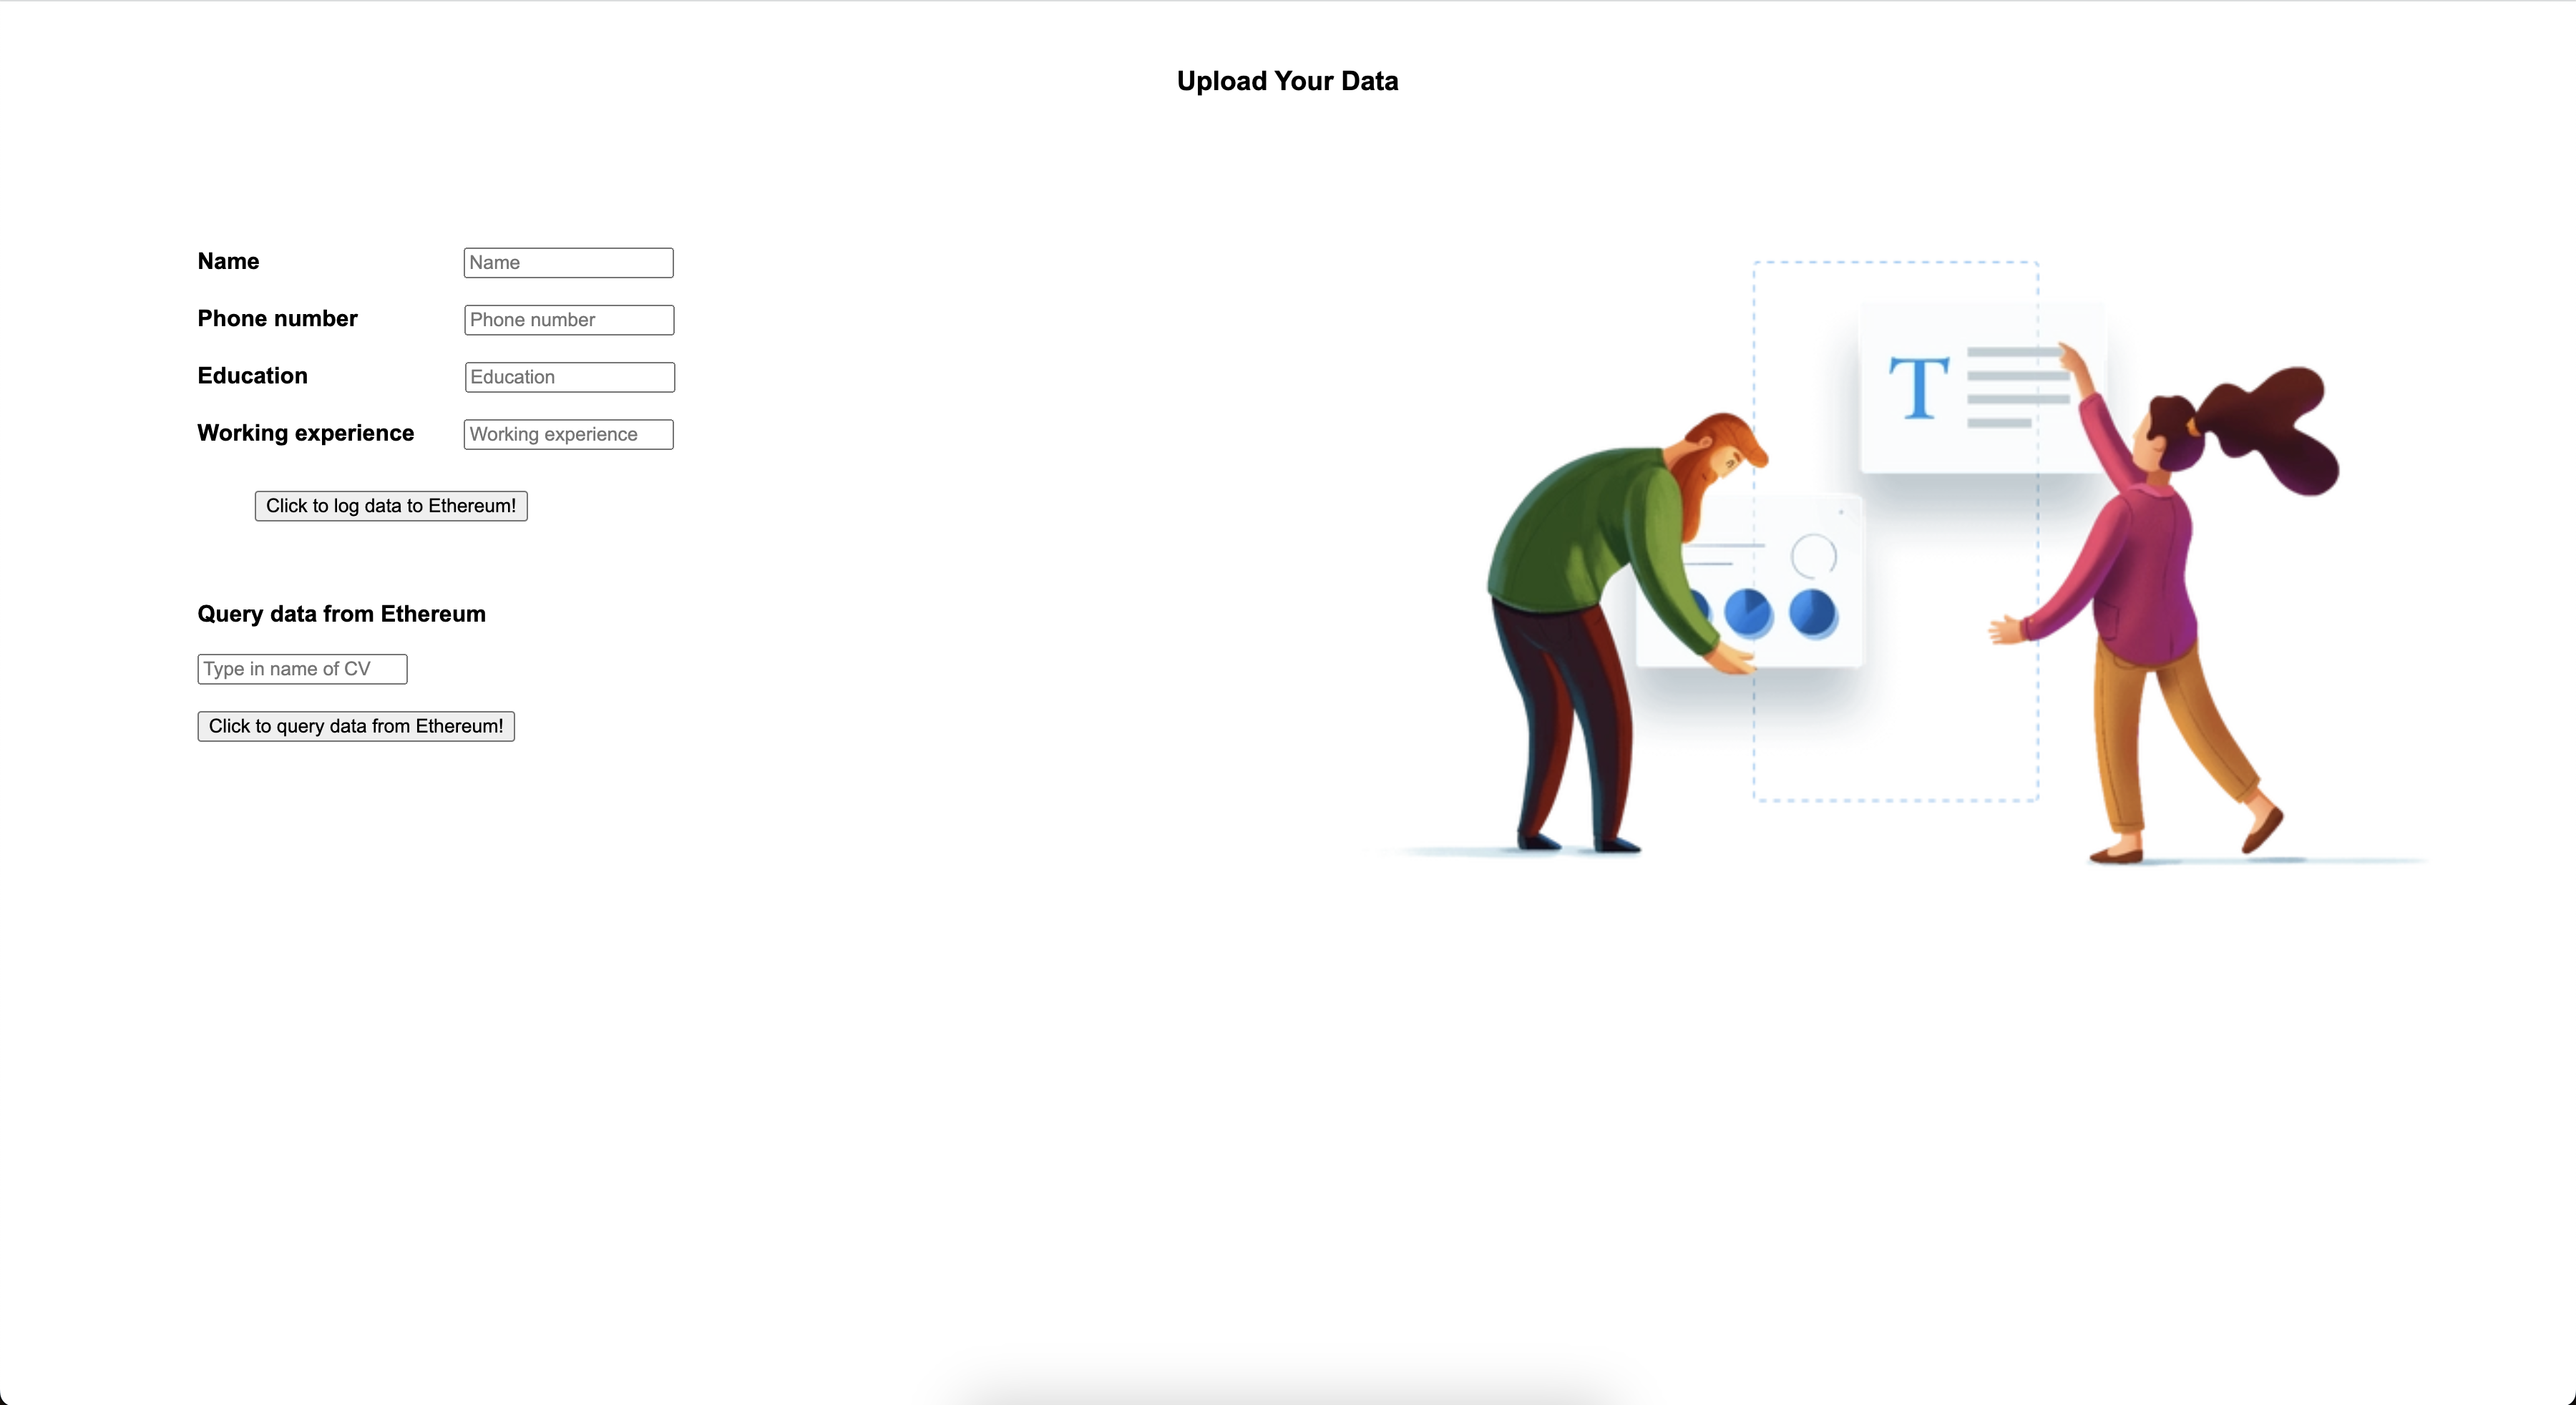 Upload Your Data
Name
Name
Phone number
Phone number
Education
Education
Working experience
Working experience
Click to log data to Ethereum!
Query data from Ethereum
Type in name of CV
Click to query data from Ethereum!
T